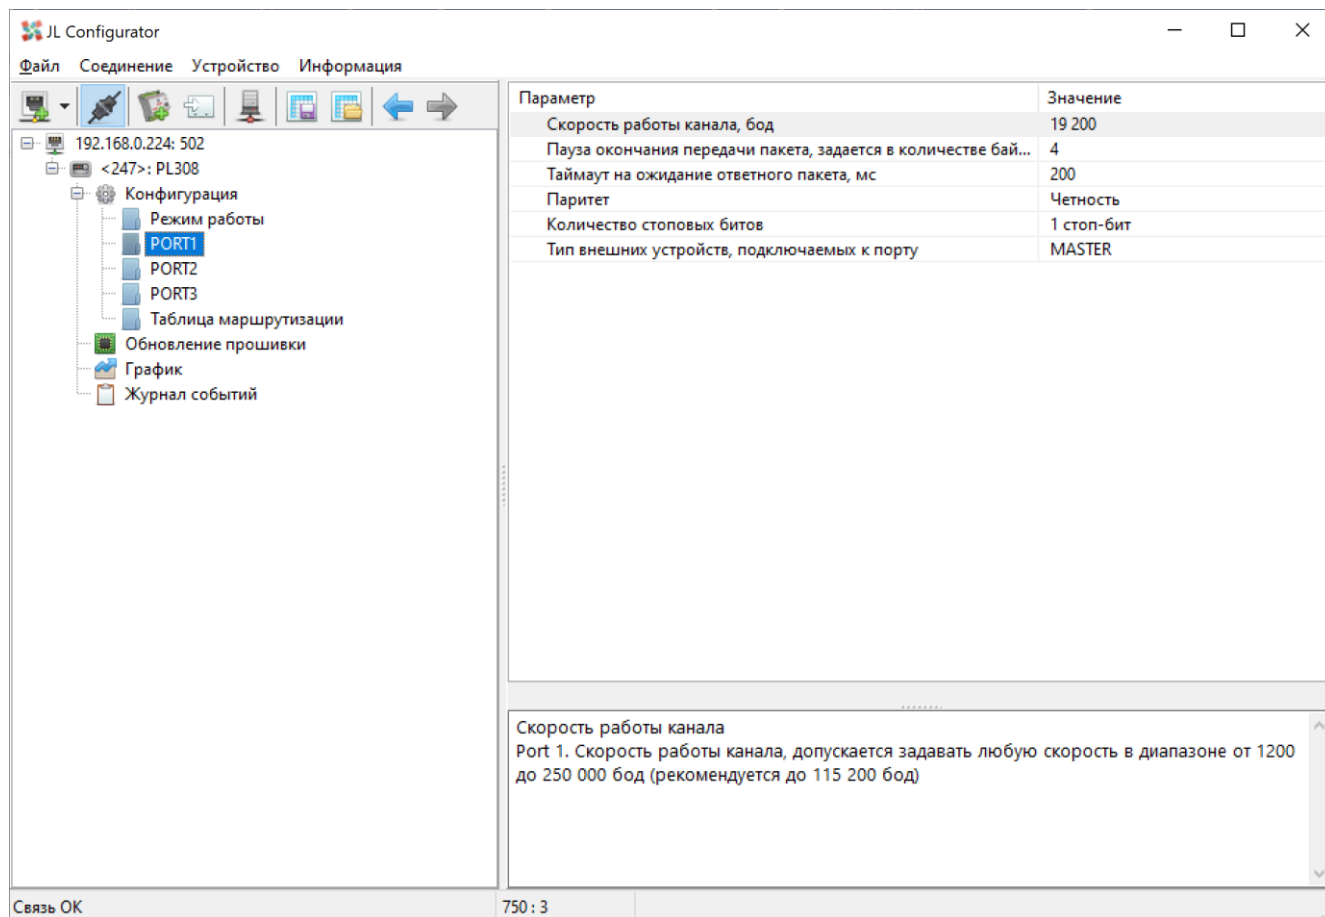 JL Configurator
Файл Соединение Устройство Информация
192.168.0.224: 502
<247>: PL308
Конфигурация
Режим работы
PORT1
PORT2
PORT3
Таблица маршрутизации
Обновление прошивки
График
Журнал событий
Параметр Значение
Скорость работы канала, бод 19 200
Пауза окончания передачи пакета, задается в количестве бай... 4
Таймаут на ожидание ответного пакета, мс 200
Паритет Четность
Количество стоповых битов 1 стоп-бит
Тип внешних устройств, подключаемых к порту MASTER
Скорость работы канала
Port 1. Скорость работы канала, допускается задавать любую скорость в диапазоне от 1200
до 250 000 бод (рекомендуется до 115 200 бод)
Связь OK 750 : 3